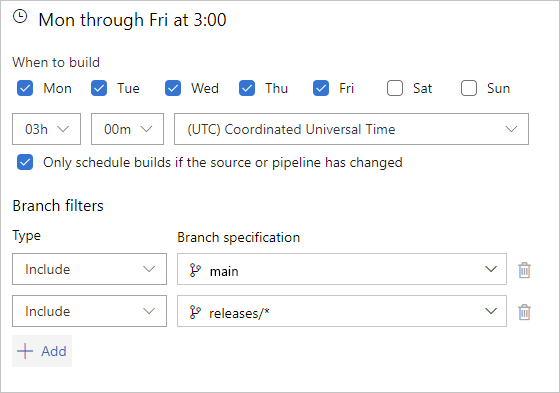 Mon through Fri at 3:00
When to build
Mon Tue Wed Thu Fri Sat Sun
03h 00m (UTC) Coordinated Universal Time
Only schedule builds if the source or pipeline has changed
Branch filters
Type Branch specification
Include main
Include releases/*
+ Add